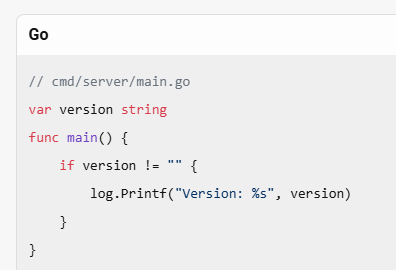 Go
// cmd/server/main.go
var version string
func main() {
    if version != "" {
        log.Printf("Version: %s", version)
    }
}